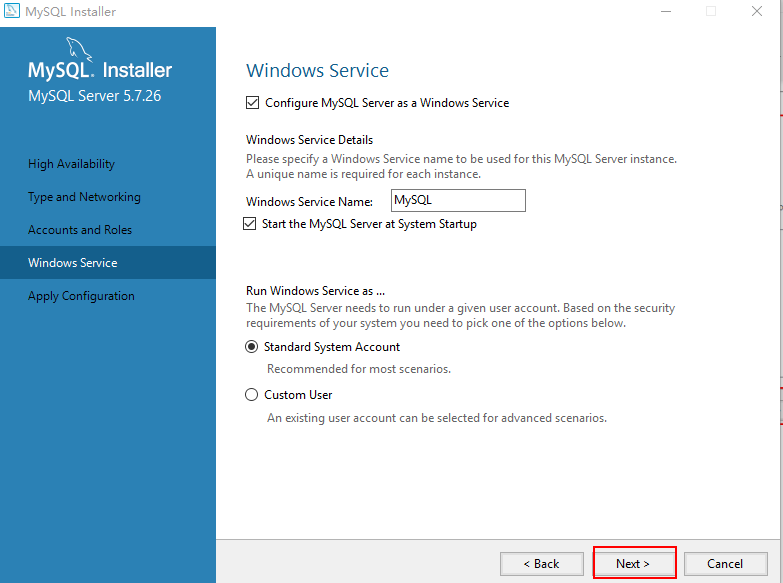 MySQL Installer
MySQL. Installer
MySQL Server 5.7.26
High Availability
Type and Networking
Accounts and Roles
Windows Service
Apply Configuration
Windows Service
Configure MySQL Server as a Windows Service
Windows Service Details
Please specify a Windows Service name to be used for this MySQL Server instance.
A unique name is required for each instance.
Windows Service Name: MySQL
Start the MySQL Server at System Startup
Run Windows Service as ...
The MySQL Server needs to run under a given user account. Based on the security
requirements of your system you need to pick one of the options below.
Standard System Account
Recommended for most scenarios.
Custom User
An existing user account can be selected for advanced scenarios.
< Back Next > Cancel